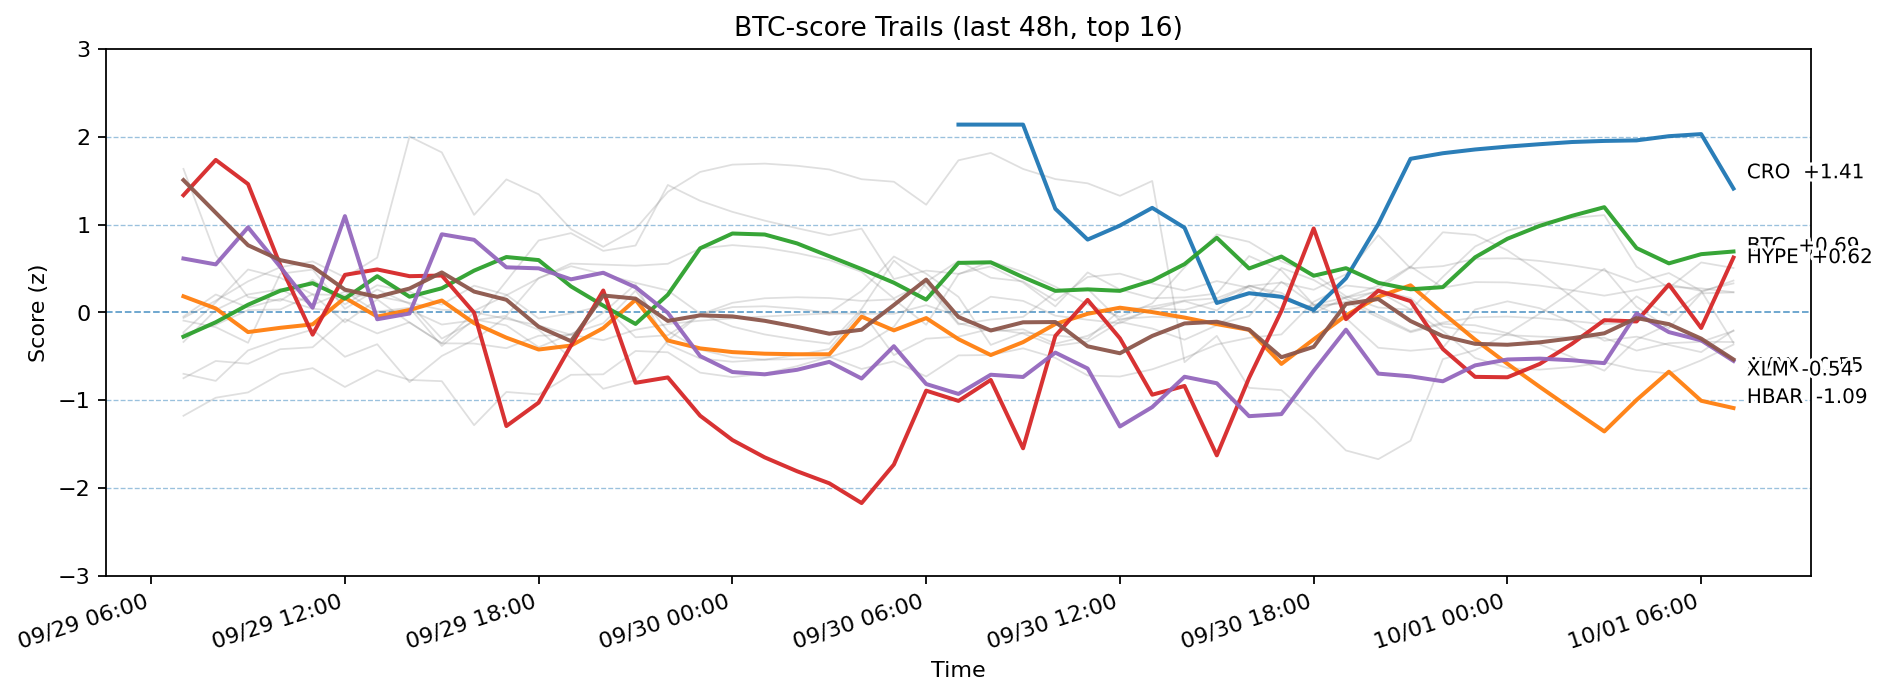 BTC-score Trails (last 48h, top 16)
Score (z)
3
2
1
0
−1
−2
−3
CRO +1.41
BTC +0.69
HYPE +0.62
XLM -0.54
HBAR -1.09
09/29 06:00
09/29 12:00
09/29 18:00
09/30 00:00
09/30 06:00
09/30 12:00
09/30 18:00
10/01 00:00
10/01 06:00
Time